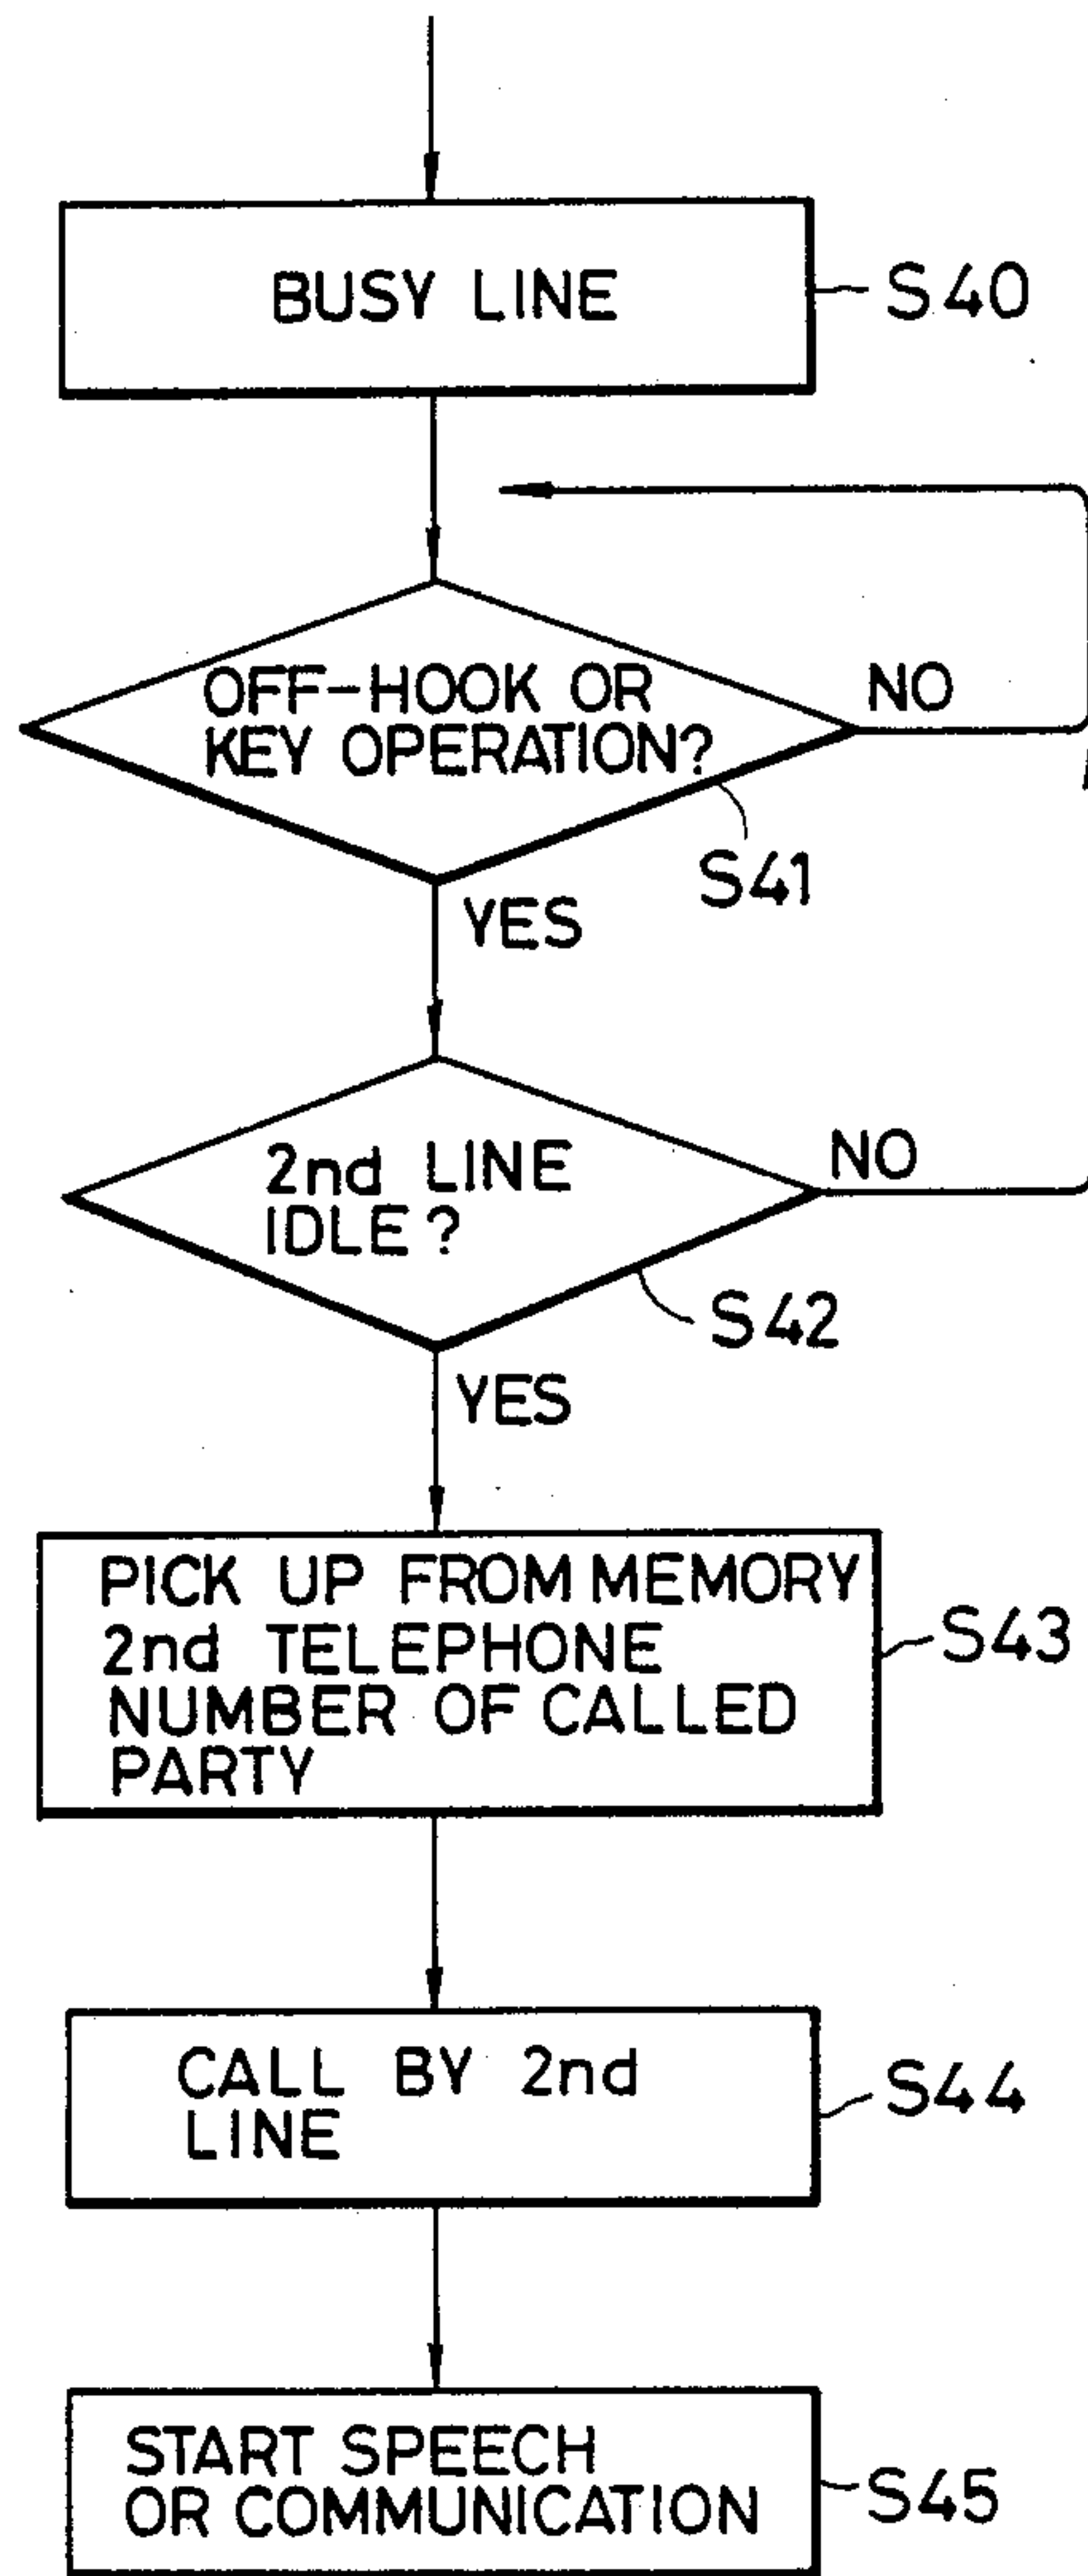 BUSY LINE
S40
OFF-HOOK OR
KEY OPERATION?
NO
S41
YES
2nd LINE
IDLE?
NO
S42
YES
PICK UP FROM MEMORY
2nd TELEPHONE
NUMBER OF CALLED
PARTY
S43
CALL BY 2nd
LINE
S44
START SPEECH
OR COMMUNICATION
S45